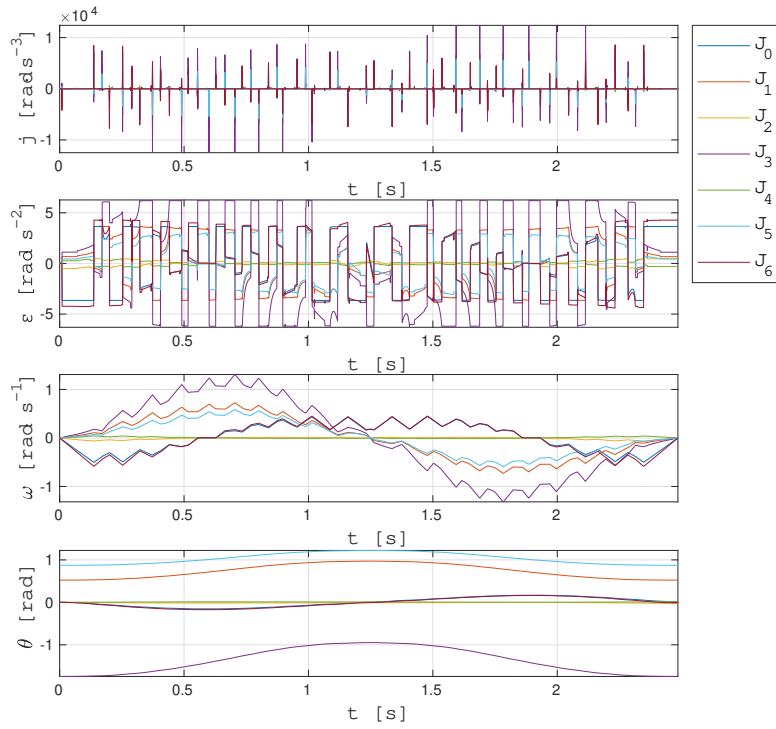 ×10⁴
j [rads⁻³]
1
0
-1
0 0.5 1 1.5 2
t [s]
ε [rad s⁻²]
5
0
-5
0 0.5 1 1.5 2
t [s]
ω [rad s⁻¹]
1
0
-1
0 0.5 1 1.5 2
t [s]
θ [rad]
1
0
-1
0 0.5 1 1.5 2
t [s]
J₀
J₁
J₂
J₃
J₄
J₅
J₆